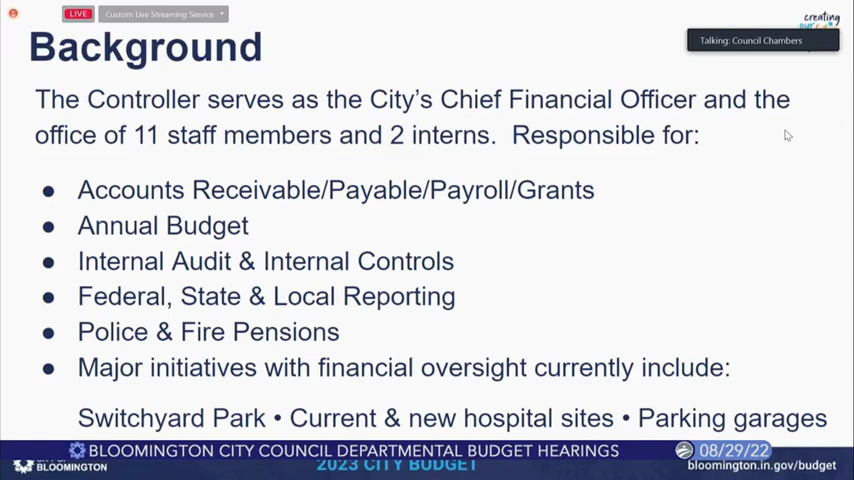 LIVE
Custom Live Streaming Service
creating
Talking: Council Chambers
Background
The Controller serves as the City's Chief Financial Officer and the
office of 11 staff members and 2 interns. Responsible for:
● Accounts Receivable/Payable/Payroll/Grants
● Annual Budget
● Internal Audit & Internal Controls
● Federal, State & Local Reporting
● Police & Fire Pensions
● Major initiatives with financial oversight currently include:
Switchyard Park • Current & new hospital sites • Parking garages
BLOOMINGTON CITY COUNCIL DEPARTMENTAL BUDGET HEARINGS
08/29/22
BLOOMINGTON
2023 CITY BUDGET
bloomington.in.gov/budget